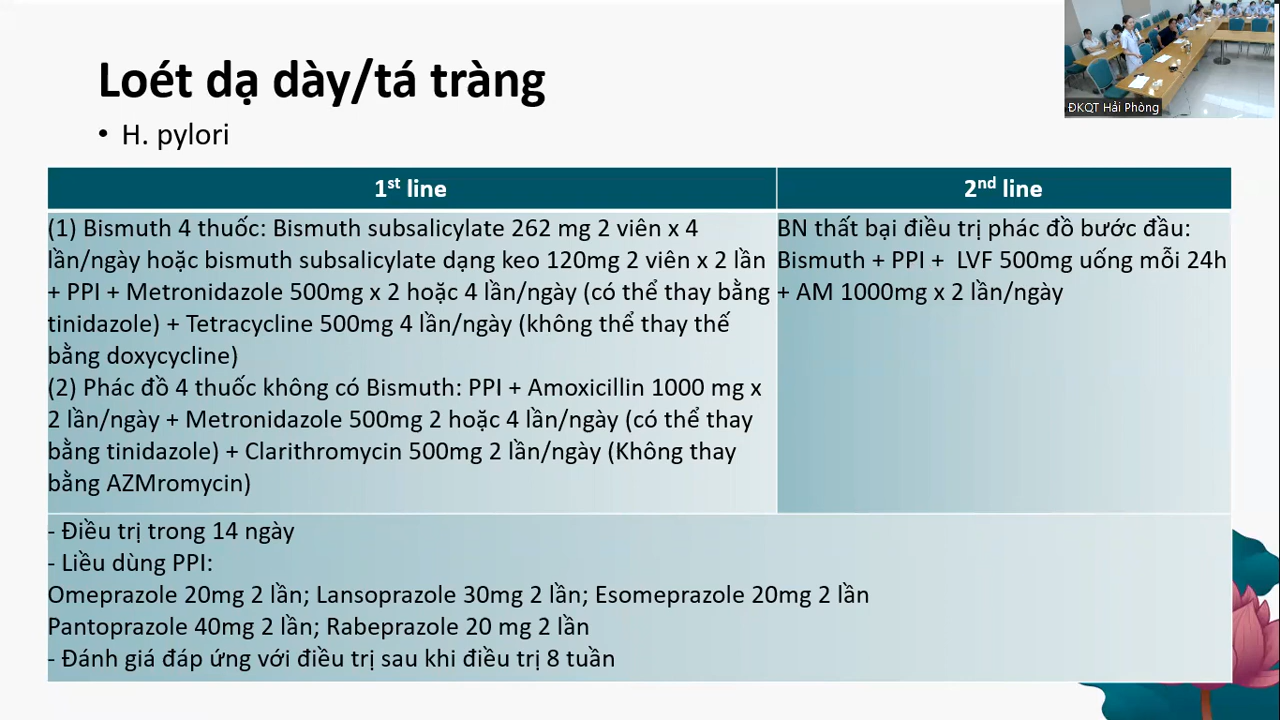 Loét dạ dày/tá tràng
ĐKQT Hải Phòng
• H. pylori
1st line
2nd line
(1) Bismuth 4 thuốc: Bismuth subsalicylate 262 mg 2 viên x 4
lần/ngày hoặc bismuth subsalicylate dạng keo 120mg 2 viên x 2 lần
+ PPI + Metronidazole 500mg x 2 hoặc 4 lần/ngày (có thể thay bằng
tinidazole) + Tetracycline 500mg 4 lần/ngày (không thể thay thế
bằng doxycycline)
(2) Phác đồ 4 thuốc không có Bismuth: PPI + Amoxicillin 1000 mg x
2 lần/ngày + Metronidazole 500mg 2 hoặc 4 lần/ngày (có thể thay
bằng tinidazole) + Clarithromycin 500mg 2 lần/ngày (Không thay
bằng AZMromycin)
BN thất bại điều trị phác đồ bước đầu:
Bismuth + PPI + LVF 500mg uống mỗi 24h
+ AM 1000mg x 2 lần/ngày
- Điều trị trong 14 ngày
- Liều dùng PPI:
Omeprazole 20mg 2 lần; Lansoprazole 30mg 2 lần; Esomeprazole 20mg 2 lần
Pantoprazole 40mg 2 lần; Rabeprazole 20 mg 2 lần
- Đánh giá đáp ứng với điều trị sau khi điều trị 8 tuần